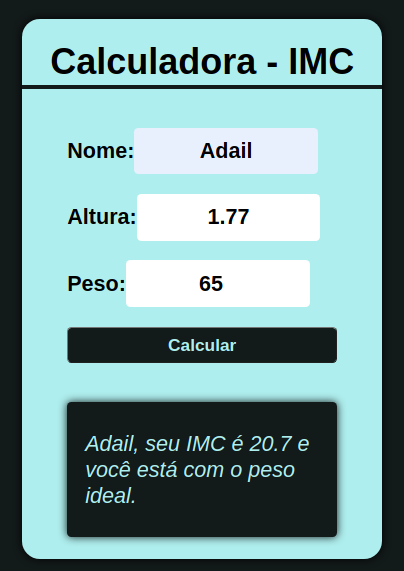 Calculadora - IMC
Nome: Adail
Altura: 1.77
Peso: 65
Calcular
Adail, seu IMC é 20.7 e
você está com o peso
ideal.